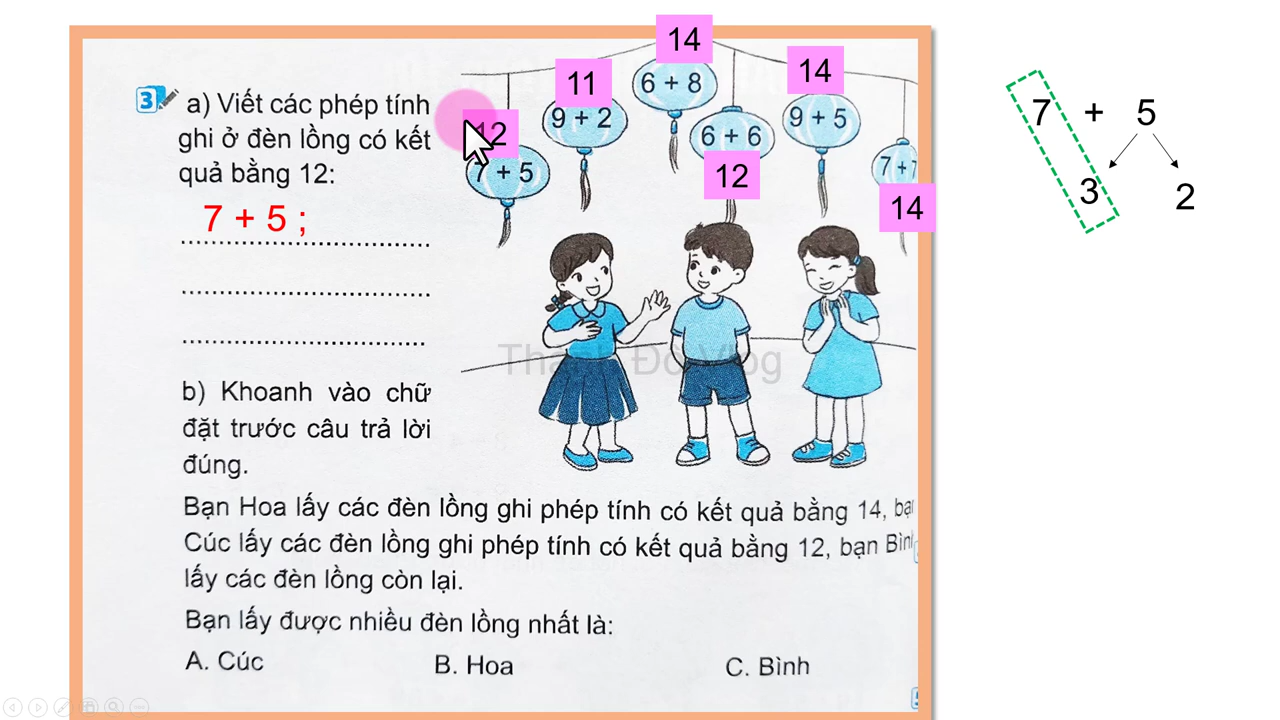 3 a) Viết các phép tính
ghi ở đèn lồng có kết
quả bằng 12:
7 + 5 ;
12
7 + 5
11
9 + 2
14
6 + 8
6 + 6
12
14
9 + 5
7 + 7
14
7 + 5
3 2
Thanh Đời Vlog
b) Khoanh vào chữ
đặt trước câu trả lời
đúng.
Bạn Hoa lấy các đèn lồng ghi phép tính có kết quả bằng 14, bạn
Cúc lấy các đèn lồng ghi phép tính có kết quả bằng 12, bạn Bình
lấy các đèn lồng còn lại.
Bạn lấy được nhiều đèn lồng nhất là:
A. Cúc B. Hoa C. Bình